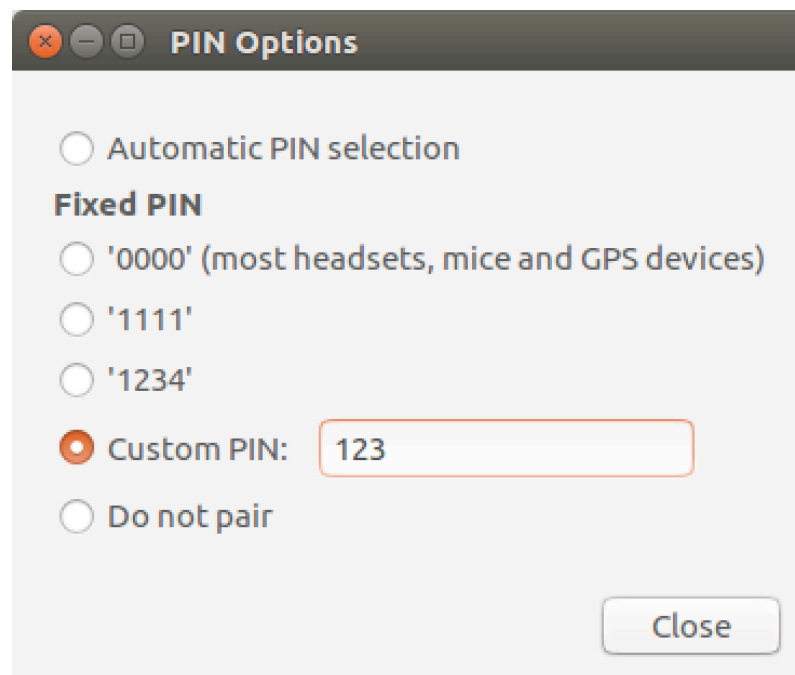 PIN Options
Automatic PIN selection
Fixed PIN
'0000' (most headsets, mice and GPS devices)
'1111'
'1234'
Custom PIN: 123
Do not pair
Close